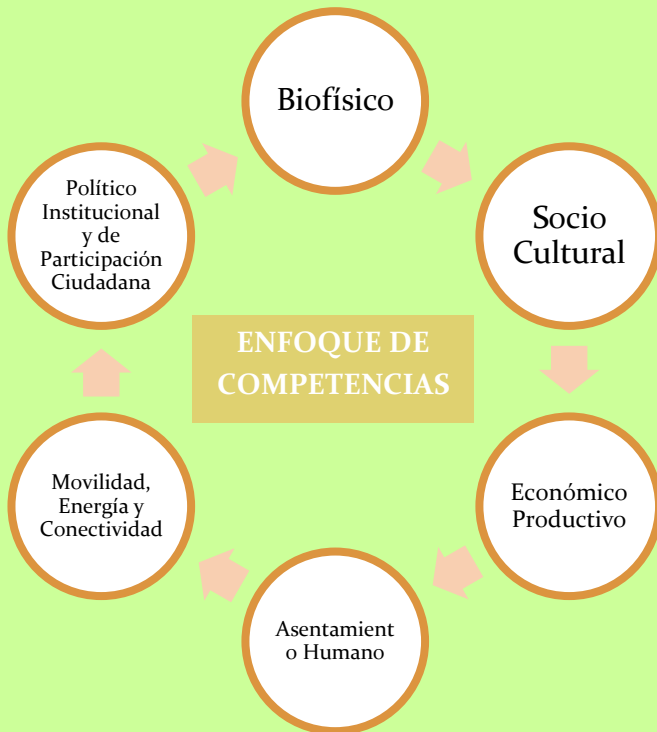 Biofísico
Socio
Cultural
Económico
Productivo
Asentamient
o Humano
Movilidad,
Energía y
Conectividad
Político
Institucional
y de
Participación
Ciudadana
ENFOQUE DE
COMPETENCIAS